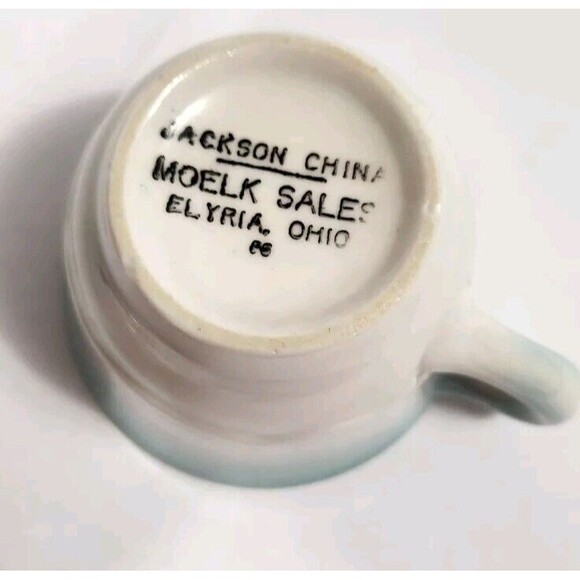 JACKSON CHINA
MOELK SALES
ELYRIA, OHIO